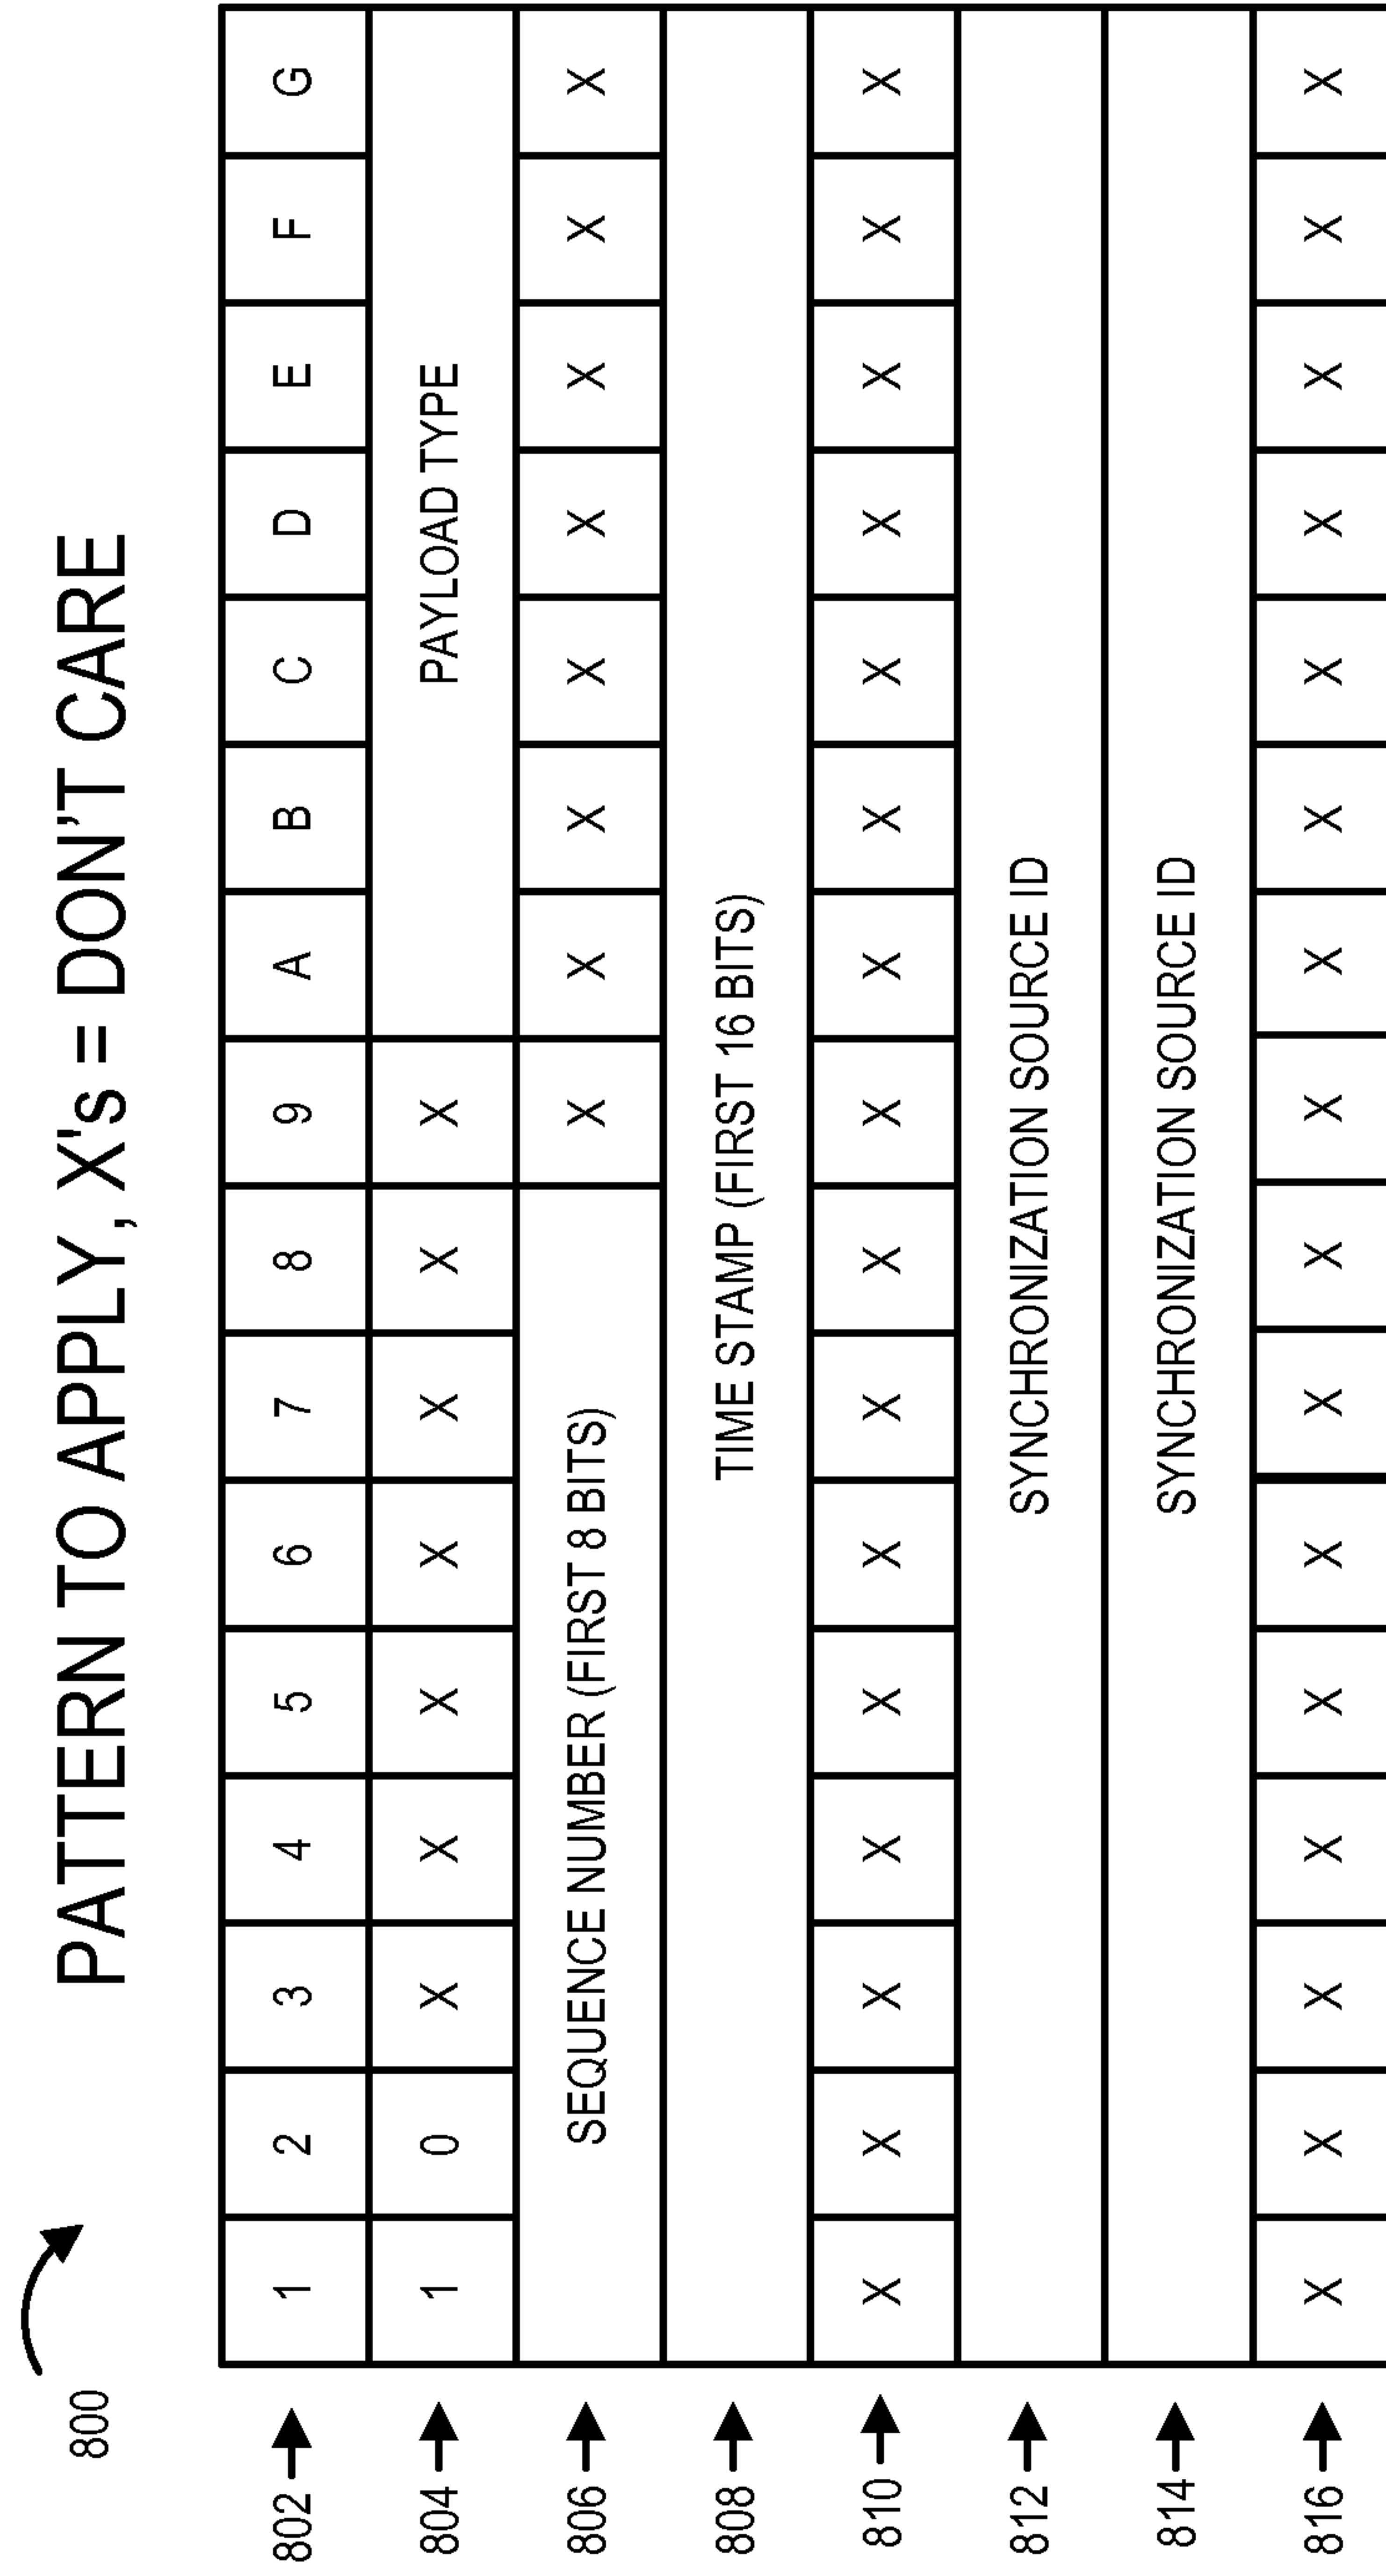 800
PATTERN TO APPLY, X's = DON'T CARE
802 1 2 3 4 5 6 7 8 9 A B C D E F G
804 1 0 X X X X X X X PAYLOAD TYPE
806 SEQUENCE NUMBER (FIRST 8 BITS) X X X X X X X X
808 TIME STAMP (FIRST 16 BITS)
810 X X X X X X X X X X X X X X X X
812 SYNCHRONIZATION SOURCE ID
814 SYNCHRONIZATION SOURCE ID
816 X X X X X X X X X X X X X X X X